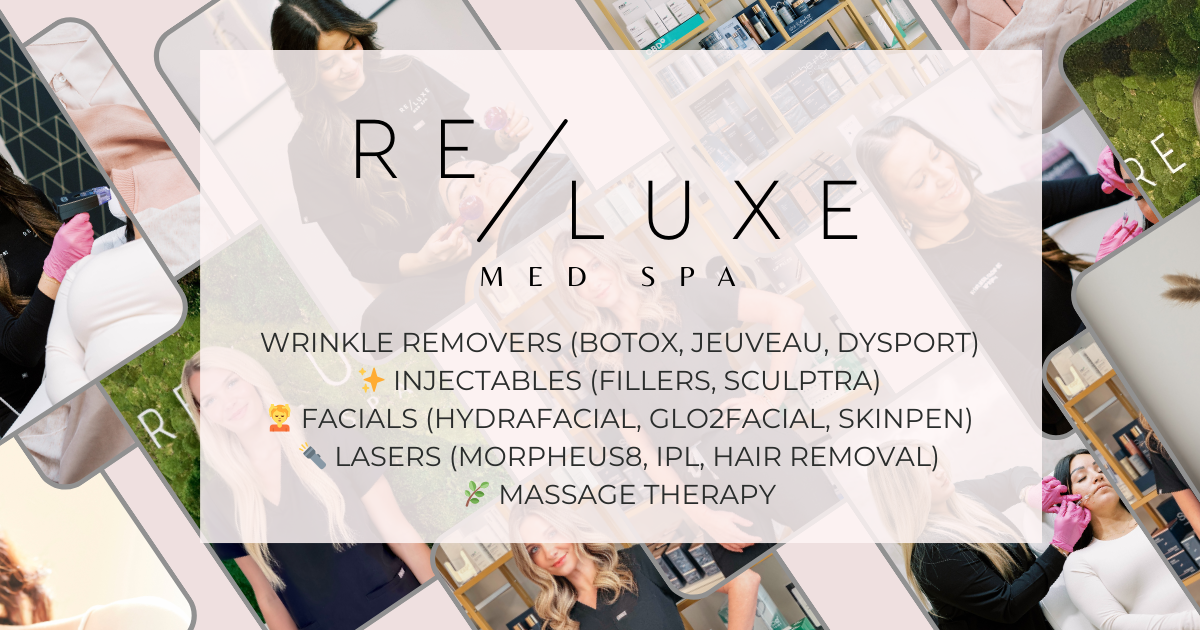 RE/LUXE
MED SPA
WRINKLE REMOVERS (BOTOX, JEUVEAU, DYSPORT)
✨ INJECTABLES (FILLERS, SCULPTRA)
💆 FACIALS (HYDRAFACIAL, GLO2FACIAL, SKINPEN)
🔦 LASERS (MORPHEUS8, IPL, HAIR REMOVAL)
🌿 MASSAGE THERAPY
RE